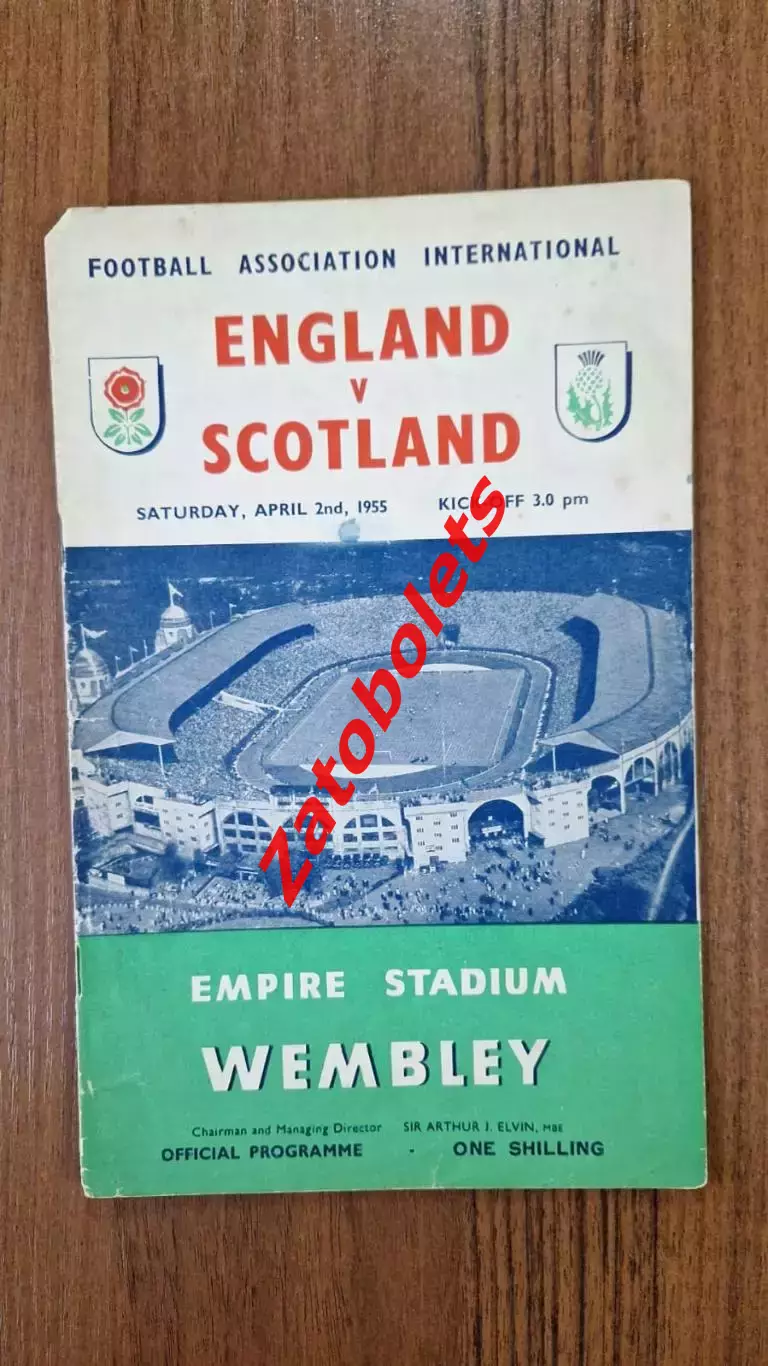 FOOTBALL ASSOCIATION INTERNATIONAL
ENGLAND
V
SCOTLAND
SATURDAY, APRIL 2nd, 1955 KICK-OFF 3.0 pm
Zatobolets
EMPIRE STADIUM
WEMBLEY
Chairman and Managing Director SIR ARTHUR J. ELVIN, MBE
OFFICIAL PROGRAMME - ONE SHILLING